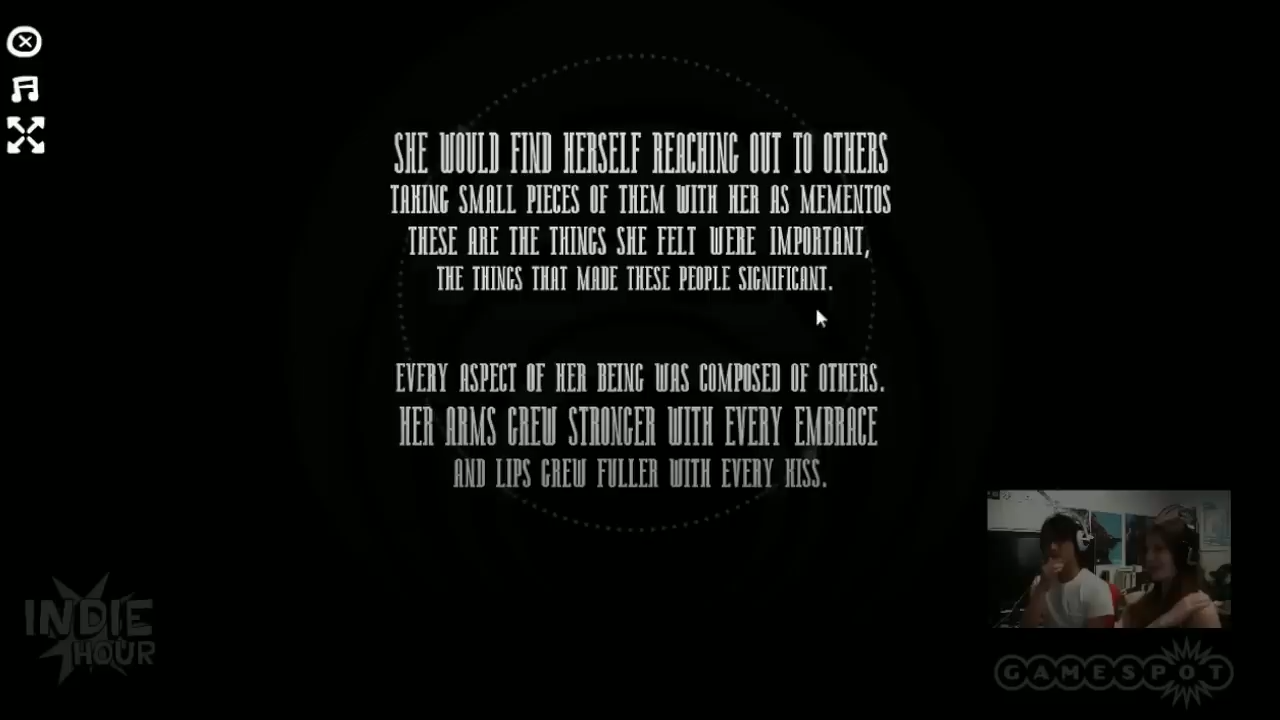 SHE WOULD FIND HERSELF REACHING OUT TO OTHERS
TAKING SMALL PIECES OF THEM WITH HER AS MEMENTOS
THESE ARE THE THINGS SHE FELT WERE IMPORTANT,
THE THINGS THAT MADE THESE PEOPLE SIGNIFICANT.
EVERY ASPECT OF HER BEING WAS COMPOSED OF OTHERS.
HER ARMS GREW STRONGER WITH EVERY EMBRACE
AND LIPS GREW FULLER WITH EVERY KISS.
INDIE
HOUR
GAMESPOT